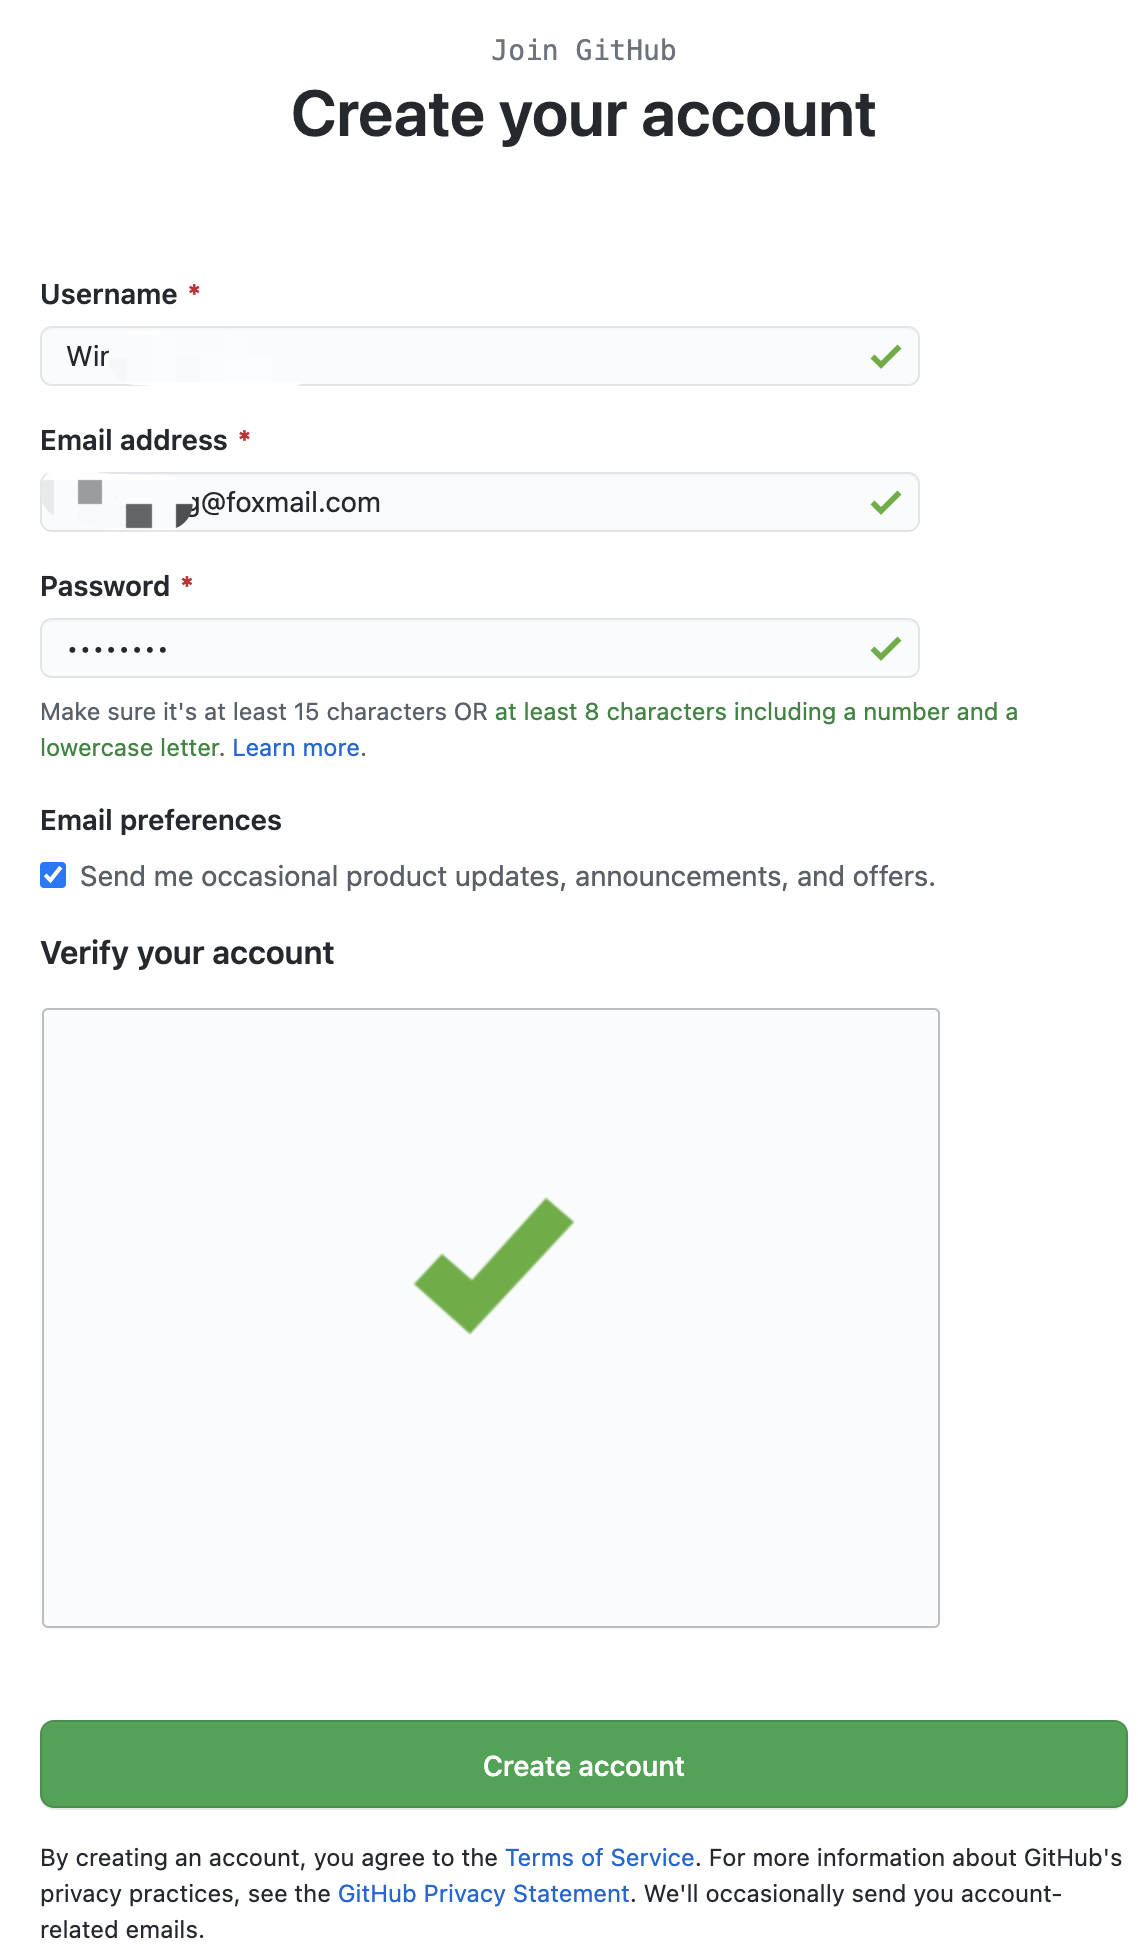 Join GitHub
Create your account
Username *
Wir
Email address *
g@foxmail.com
Password *
••••••••
Make sure it's at least 15 characters OR at least 8 characters including a number and a
lowercase letter. Learn more.
Email preferences
Send me occasional product updates, announcements, and offers.
Verify your account
Create account
By creating an account, you agree to the Terms of Service. For more information about GitHub's
privacy practices, see the GitHub Privacy Statement. We'll occasionally send you account-
related emails.